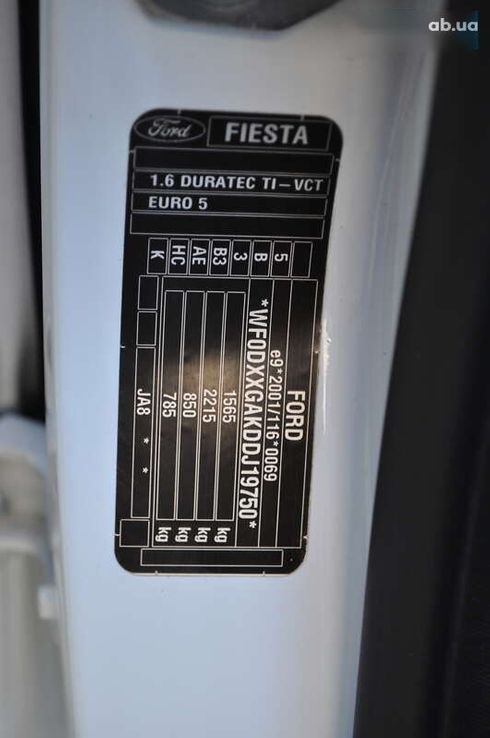 ab.ua
Ford FIESTA
1.6 DURATEC TI-VCT
EURO 5
FORD
e9*2001/116*0069
*WF0DXXGAKDDJ19750*
1565 kg
2215 kg
850 kg
785 kg
JA8 * *
5
B
3
B3
AE
HC
K